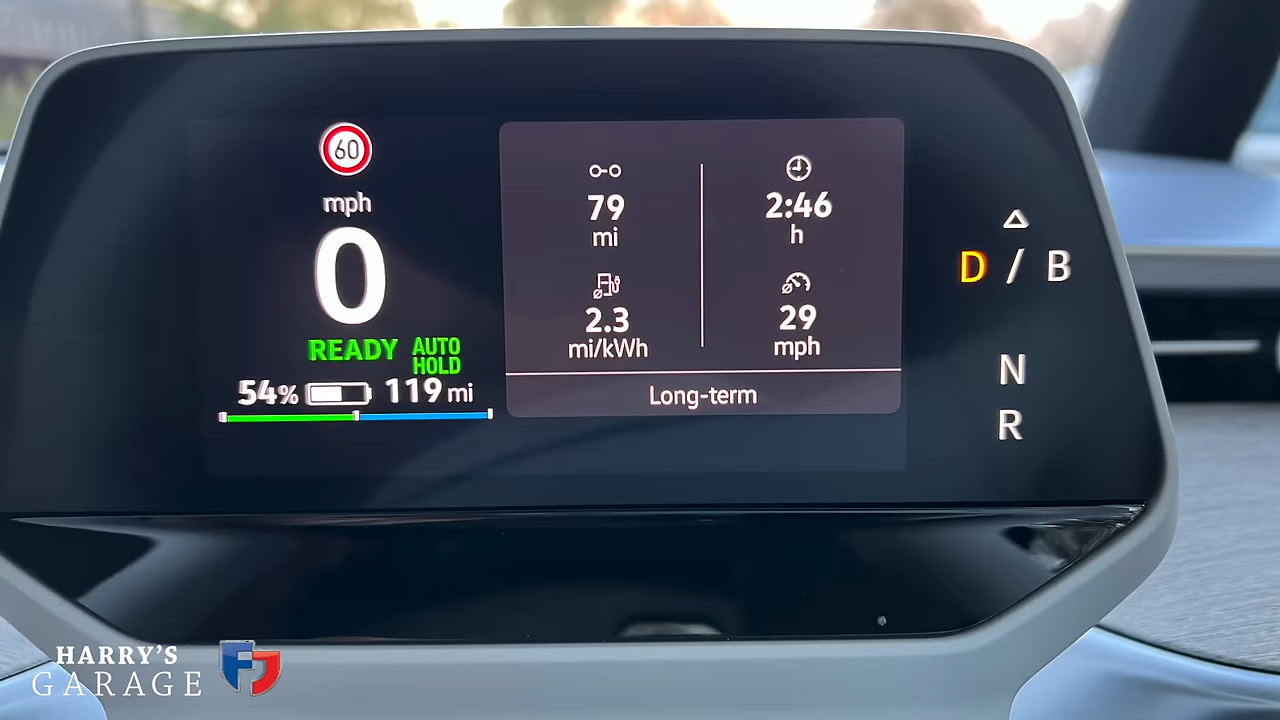 60
mph
0
READY AUTO HOLD
54% 119 mi
79
mi
2:46
h
2.3
mi/kWh
29
mph
Long-term
D / B
N
R
HARRY'S
GARAGE